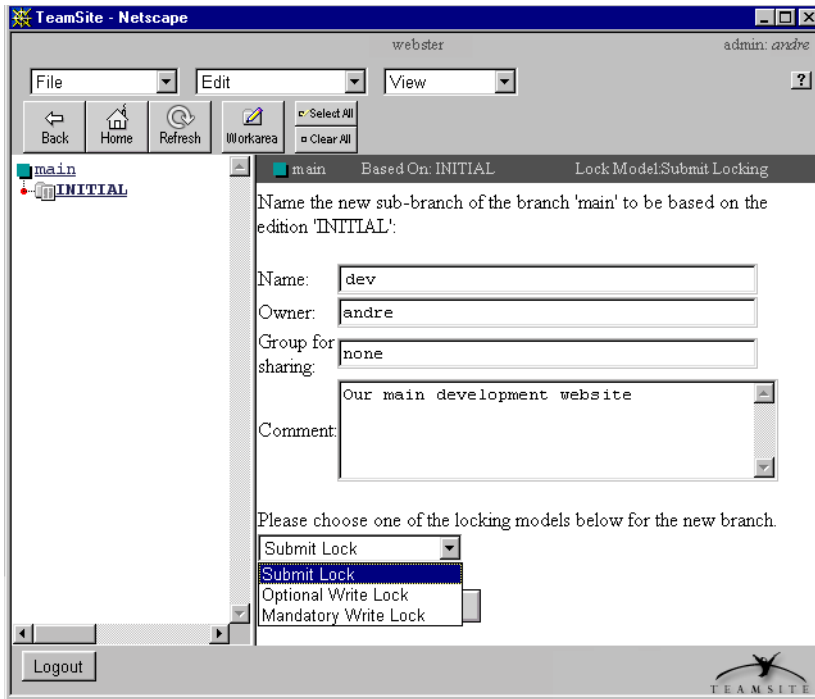 TeamSite - Netscape
webster
admin: andre
File
Edit
View
?
Back
Home
Refresh
Workarea
Select All
Clear All
main
INITIAL
main Based On: INITIAL Lock Model:Submit Locking
Name the new sub-branch of the branch 'main' to be based on the
edition 'INITIAL':
Name: dev
Owner: andre
Group for
sharing: none
Comment: Our main development website
Please choose one of the locking models below for the new branch.
Submit Lock
Submit Lock
Optional Write Lock
Mandatory Write Lock
Logout
TEAMSITE